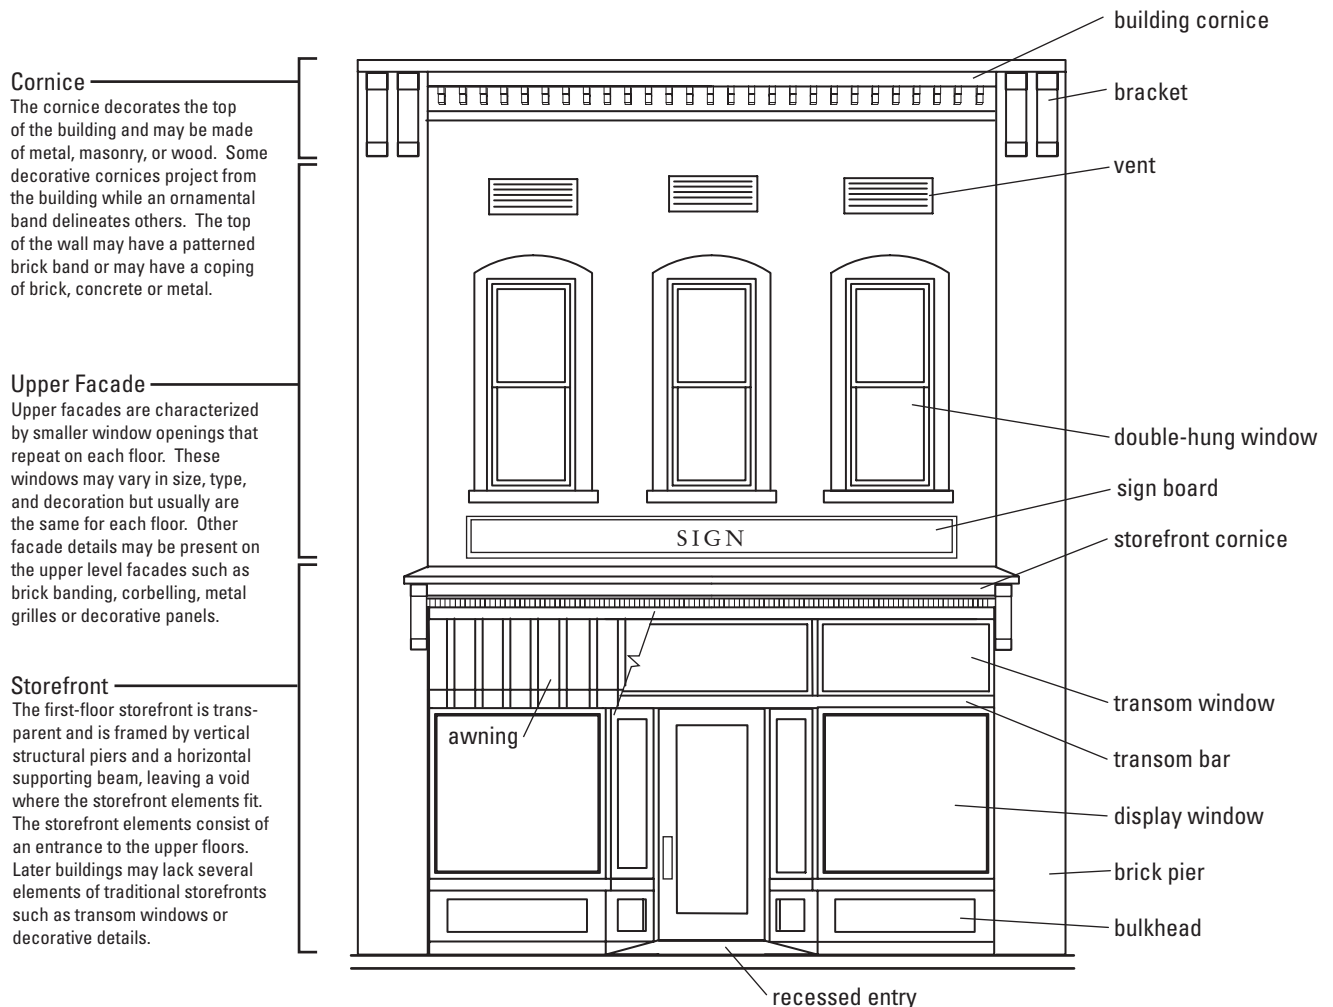 Cornice
The cornice decorates the top
of the building and may be made
of metal, masonry, or wood.  Some
decorative cornices project from
the building while an ornamental
band delineates others.  The top
of the wall may have a patterned
brick band or may have a coping
of brick, concrete or metal.
Upper Facade
Upper facades are characterized
by smaller window openings that
repeat on each floor.  These
windows may vary in size, type,
and decoration but usually are
the same for each floor.  Other
facade details may be present on
the upper level facades such as
brick banding, corbelling, metal
grilles or decorative panels.
Storefront
The first-floor storefront is trans-
parent and is framed by vertical
structural piers and a horizontal
supporting beam, leaving a void
where the storefront elements fit.
The storefront elements consist of
an entrance to the upper floors.
Later buildings may lack several
elements of traditional storefronts
such as transom windows or
decorative details.
SIGN
awning
building cornice
bracket
vent
double-hung window
sign board
storefront cornice
transom window
transom bar
display window
brick pier
bulkhead
recessed entry